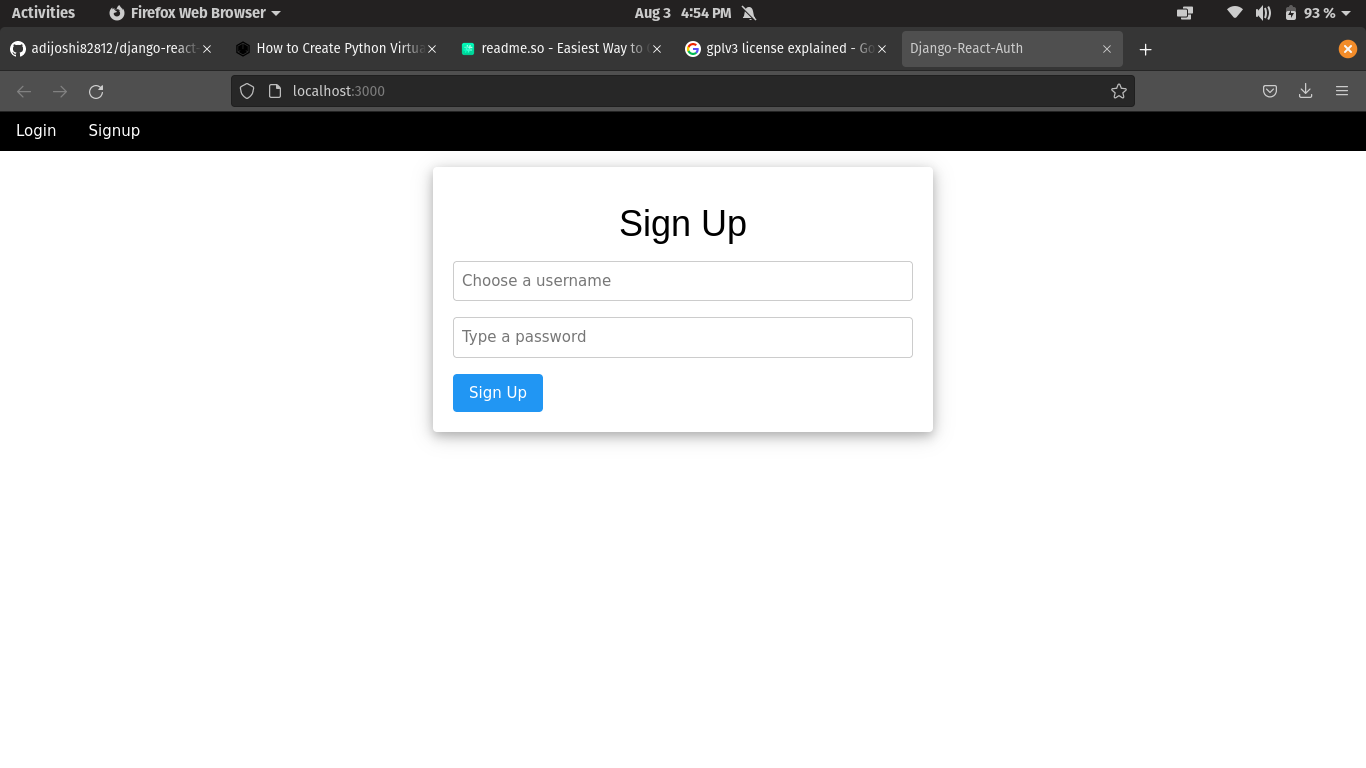 Activities Firefox Web Browser Aug 3 4:54 PM 93 %
adijoshi82812/django-react- How to Create Python Virtua readme.so - Easiest Way to gplv3 license explained - Go Django-React-Auth
localhost:3000
Login Signup
Sign Up
Choose a username
Type a password
Sign Up